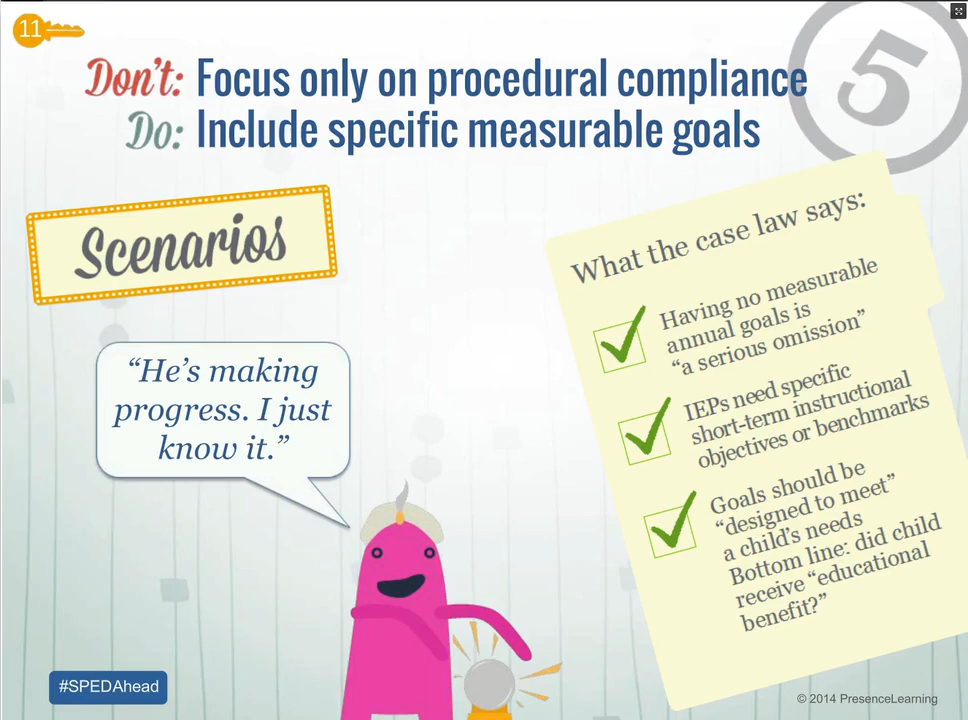 11
5
Don't: Focus only on procedural compliance
Do: Include specific measurable goals
Scenarios
“He’s making
progress. I just
know it.”
What the case law says:
Having no measurable
annual goals is
“a serious omission”
IEPs need specific
short-term instructional
objectives or benchmarks
Goals should be
“designed to meet”
a child’s needs
Bottom line: did child
receive “educational
benefit?”
#SPEDAhead
© 2014 PresenceLearning